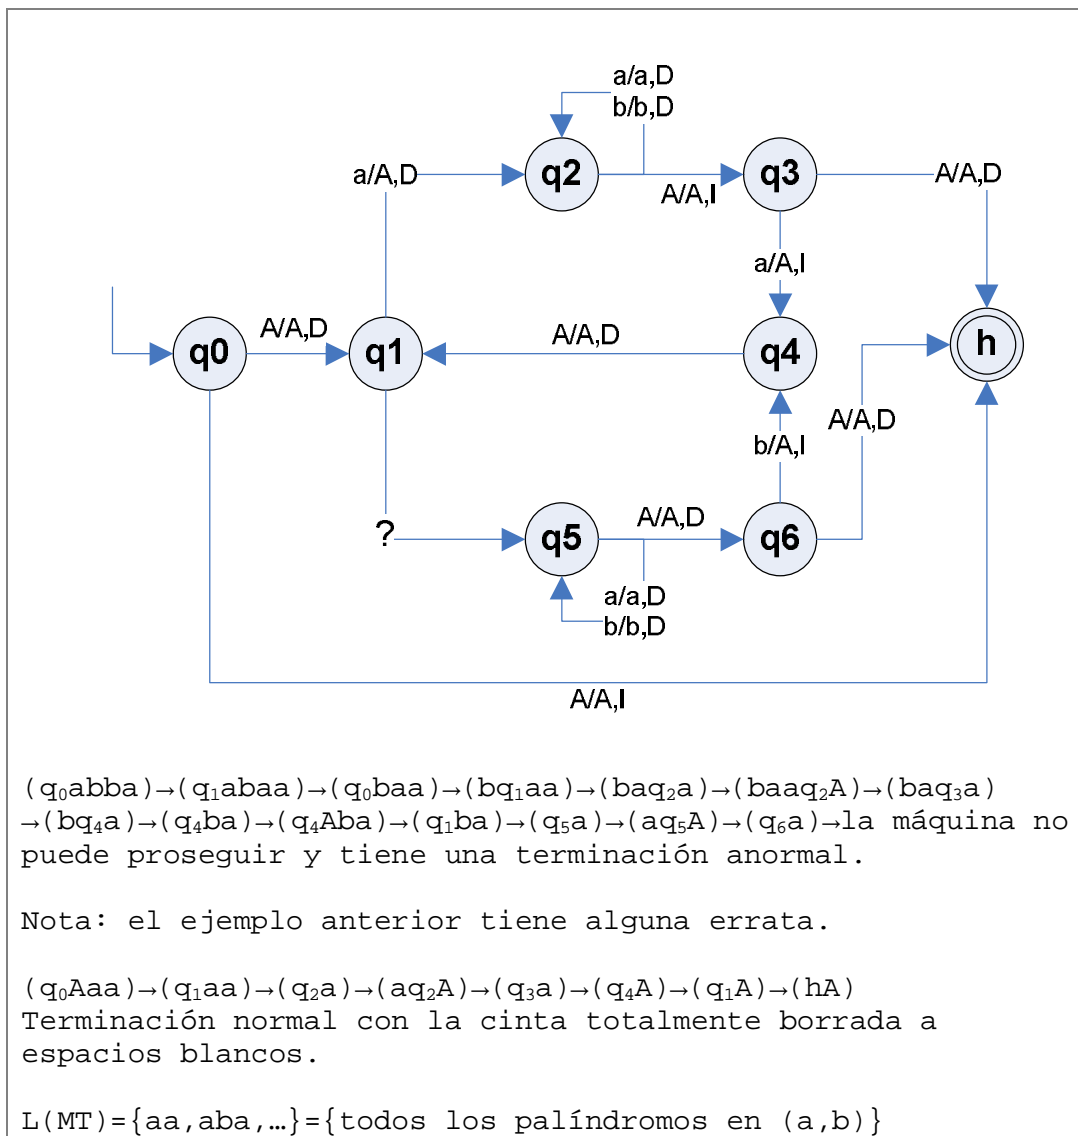 a/a,D
b/b,D
a/A,D
q2
A/A,I
q3
A/A,D
a/A,I
q0
A/A,D
q1
A/A,D
q4
h
A/A,D
b/A,I
?
q5
A/A,D
q6
a/a,D
b/b,D
A/A,I
(q₀abba)→(q₁abaa)→(q₀baa)→(bq₁aa)→(baq₂a)→(baaq₂A)→(baq₃a)
→(bq₄a)→(q₄ba)→(q₄Aba)→(q₁ba)→(q₅a)→(aq₅A)→(q₆a)→la máquina no
puede proseguir y tiene una terminación anormal.
Nota: el ejemplo anterior tiene alguna errata.
(q₀Aaa)→(q₁aa)→(q₂a)→(aq₂A)→(q₃a)→(q₄A)→(q₁A)→(hA)
Terminación normal con la cinta totalmente borrada a
espacios blancos.
L(MT)={aa,aba,…}={todos los palíndromos en (a,b)}